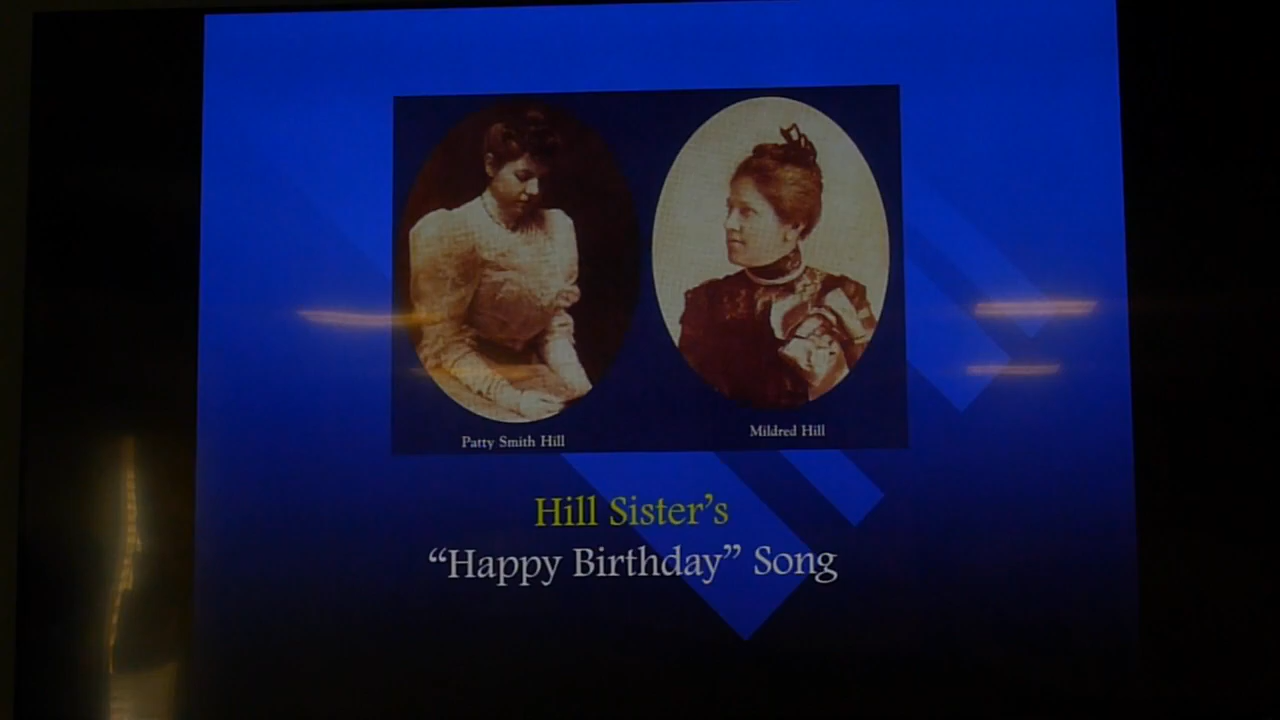 Patty Smith Hill
Mildred Hill
Hill Sister’s
“Happy Birthday” Song